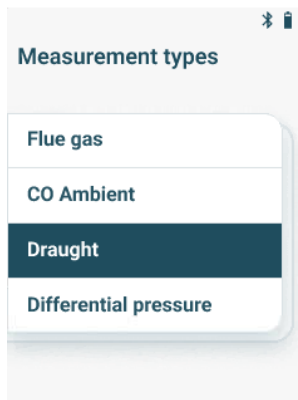 Measurement types
Flue gas
CO Ambient
Draught
Differential pressure